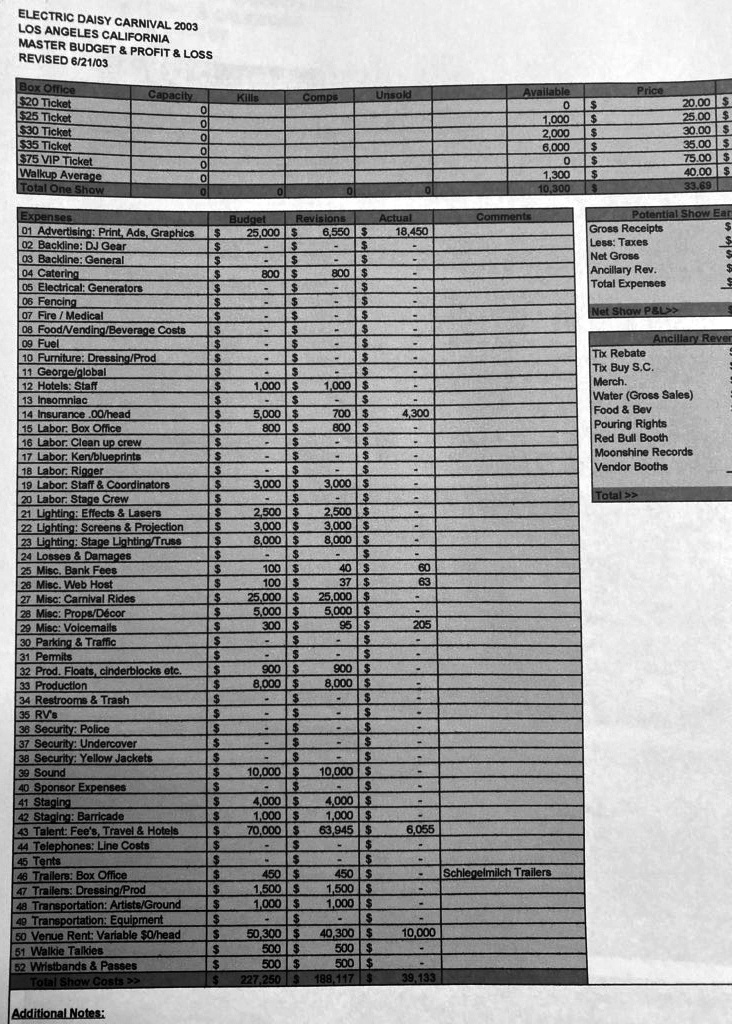 ELECTRIC DAISY CARNIVAL 2003
LOS ANGELES CALIFORNIA
MASTER BUDGET & PROFIT & LOSS
REVISED 6/21/03
Box Office Capacity Kills Comps Unsold Available Price
$20 Ticket 0 0 $ 20.00 $
$25 Ticket 0 1,000 $ 25.00 $
$30 Ticket 0 2,000 $ 30.00 $
$35 Ticket 0 6,000 $ 35.00 $
$75 VIP Ticket 0 0 $ 75.00 $
Walkup Average 0 1,300 $ 40.00 $
Total One Show 0 0 0 0 10,300 $ 33.69
Expenses Budget Revisions Actual Comments
01 Advertising: Print, Ads, Graphics $ 25,000 $ 6,550 $ 18,450
02 Backline: DJ Gear $ - $ - $ -
03 Backline: General $ - $ - $ -
04 Catering $ 800 $ 800 $ -
05 Electrical: Generators $ - $ - $ -
06 Fencing $ - $ - $ -
07 Fire / Medical $ - $ - $ -
08 Food/Vending/Beverage Costs $ - $ - $ -
09 Fuel $ - $ - $ -
10 Furniture: Dressing/Prod $ - $ - $ -
11 George/global $ - $ - $ -
12 Hotels: Staff $ 1,000 $ 1,000 $ -
13 Insomniac $ - $ - $ -
14 Insurance .00/head $ 5,000 $ 700 $ 4,300
15 Labor: Box Office $ 800 $ 800 $ -
16 Labor: Clean up crew $ - $ - $ -
17 Labor: Ken/blueprints $ - $ - $ -
18 Labor: Rigger $ - $ - $ -
19 Labor: Staff & Coordinators $ 3,000 $ 3,000 $ -
20 Labor: Stage Crew $ - $ - $ -
21 Lighting: Effects & Lasers $ 2,500 $ 2,500 $ -
22 Lighting: Screens & Projection $ 3,000 $ 3,000 $ -
23 Lighting: Stage Lighting/Truss $ 8,000 $ 8,000 $ -
24 Losses & Damages $ - $ - $ -
25 Misc. Bank Fees $ 100 $ 40 $ 60
26 Misc. Web Host $ 100 $ 37 $ 63
27 Misc: Carnival Rides $ 25,000 $ 25,000 $ -
28 Misc: Props/Décor $ 5,000 $ 5,000 $ -
29 Misc: Voicemails $ 300 $ 95 $ 205
30 Parking & Traffic $ - $ - $ -
31 Permits $ - $ - $ -
32 Prod. Floats, cinderblocks etc. $ 900 $ 900 $ -
33 Production $ 8,000 $ 8,000 $ -
34 Restrooms & Trash $ - $ - $ -
35 RV's $ - $ - $ -
36 Security: Police $ - $ - $ -
37 Security: Undercover $ - $ - $ -
38 Security: Yellow Jackets $ - $ - $ -
39 Sound $ 10,000 $ 10,000 $ -
40 Sponsor Expenses $ - $ - $ -
41 Staging $ 4,000 $ 4,000 $ -
42 Staging: Barricade $ 1,000 $ 1,000 $ -
43 Talent: Fee's, Travel & Hotels $ 70,000 $ 63,945 $ 6,055
44 Telephones: Line Costs $ - $ - $ -
45 Tents $ - $ - $ -
46 Trailers: Box Office $ 450 $ 450 $ - Schlegelmilch Trailers
47 Trailers: Dressing/Prod $ 1,500 $ 1,500 $ -
48 Transportation: Artists/Ground $ 1,000 $ 1,000 $ -
49 Transportation: Equipment $ - $ - $ -
50 Venue Rent: Variable $0/head $ 50,300 $ 40,300 $ 10,000
51 Walkie Talkies $ 500 $ 500 $ -
52 Wristbands & Passes $ 500 $ 500 $ -
Total Show Costs >> $ 227,250 $ 188,117 $ 39,133
Potential Show Ear
Gross Receipts $
Less: Taxes $
Net Gross $
Ancillary Rev. $
Total Expenses $
Net Show P&L>> $
Ancillary Rever
Tix Rebate
Tix Buy S.C.
Merch.
Water (Gross Sales)
Food & Bev
Pouring Rights
Red Bull Booth
Moonshine Records
Vendor Booths
Total >>
Additional Notes: